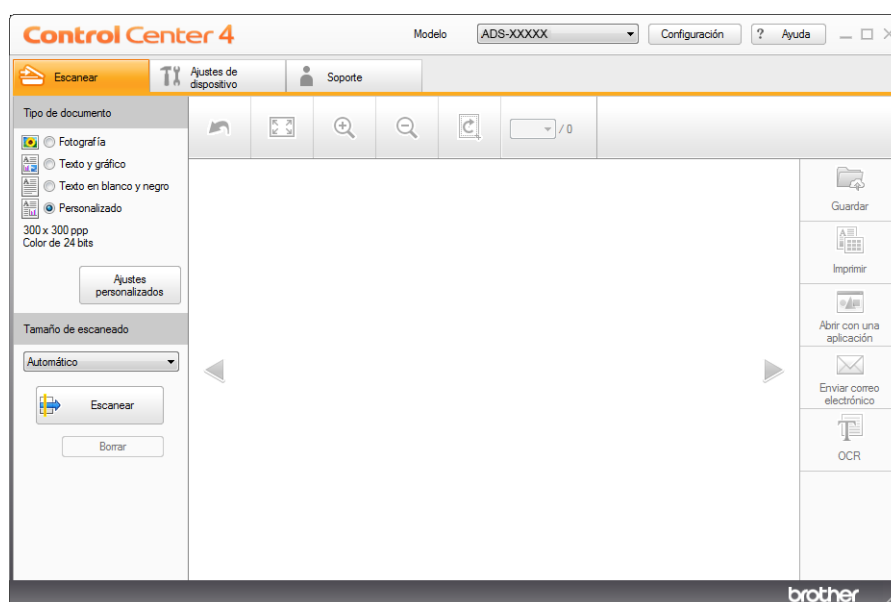 Control Center 4
Modelo
ADS-XXXXX
Configuración
? Ayuda
Escanear
Ajustes de
dispositivo
Soporte
Tipo de documento
Fotografía
Texto y gráfico
Texto en blanco y negro
Personalizado
300 x 300 ppp
Color de 24 bits
Ajustes
personalizados
Tamaño de escaneado
Automático
Escanear
Borrar
/ 0
Guardar
Imprimir
Abrir con una
aplicación
Enviar correo
electrónico
OCR
brother